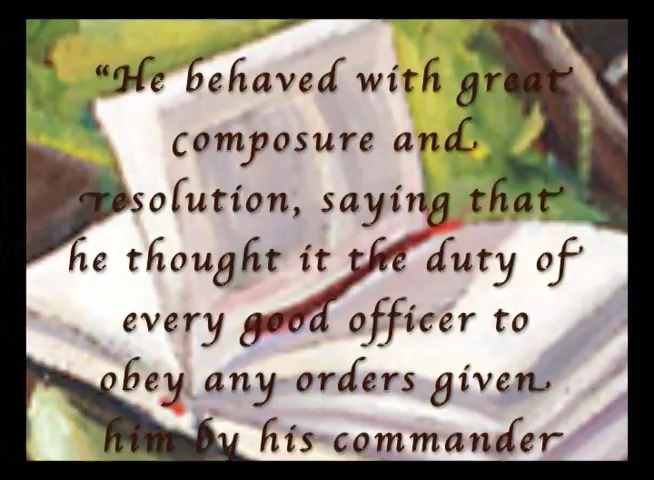 “He behaved with great
composure and
resolution, saying that
he thought it the duty of
every good officer to
obey any orders given
him by his commander